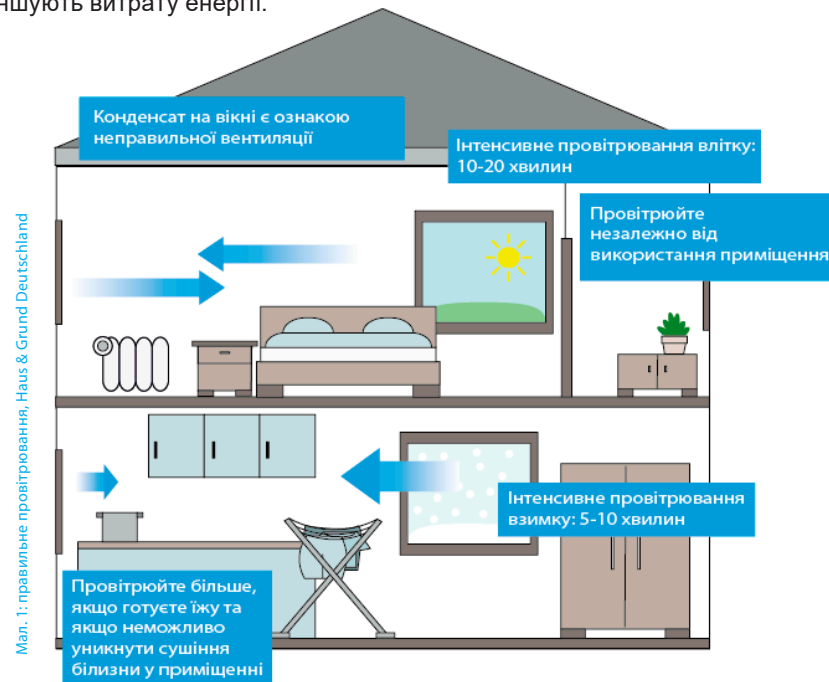 витрату енергії.
Конденсат на вікні є ознакою
неправильної вентиляції
Інтенсивне провітрювання влітку:
10-20 хвилин
Провітрюйте
незалежно від
використання приміщення
Інтенсивне провітрювання
взимку: 5-10 хвилин
Провітрюйте більше,
якщо готуєте їжу та
якщо неможливо
уникнути сушіння
білизни у приміщенні
Мал. 1: правильне провітрювання, Haus & Grund Deutschland